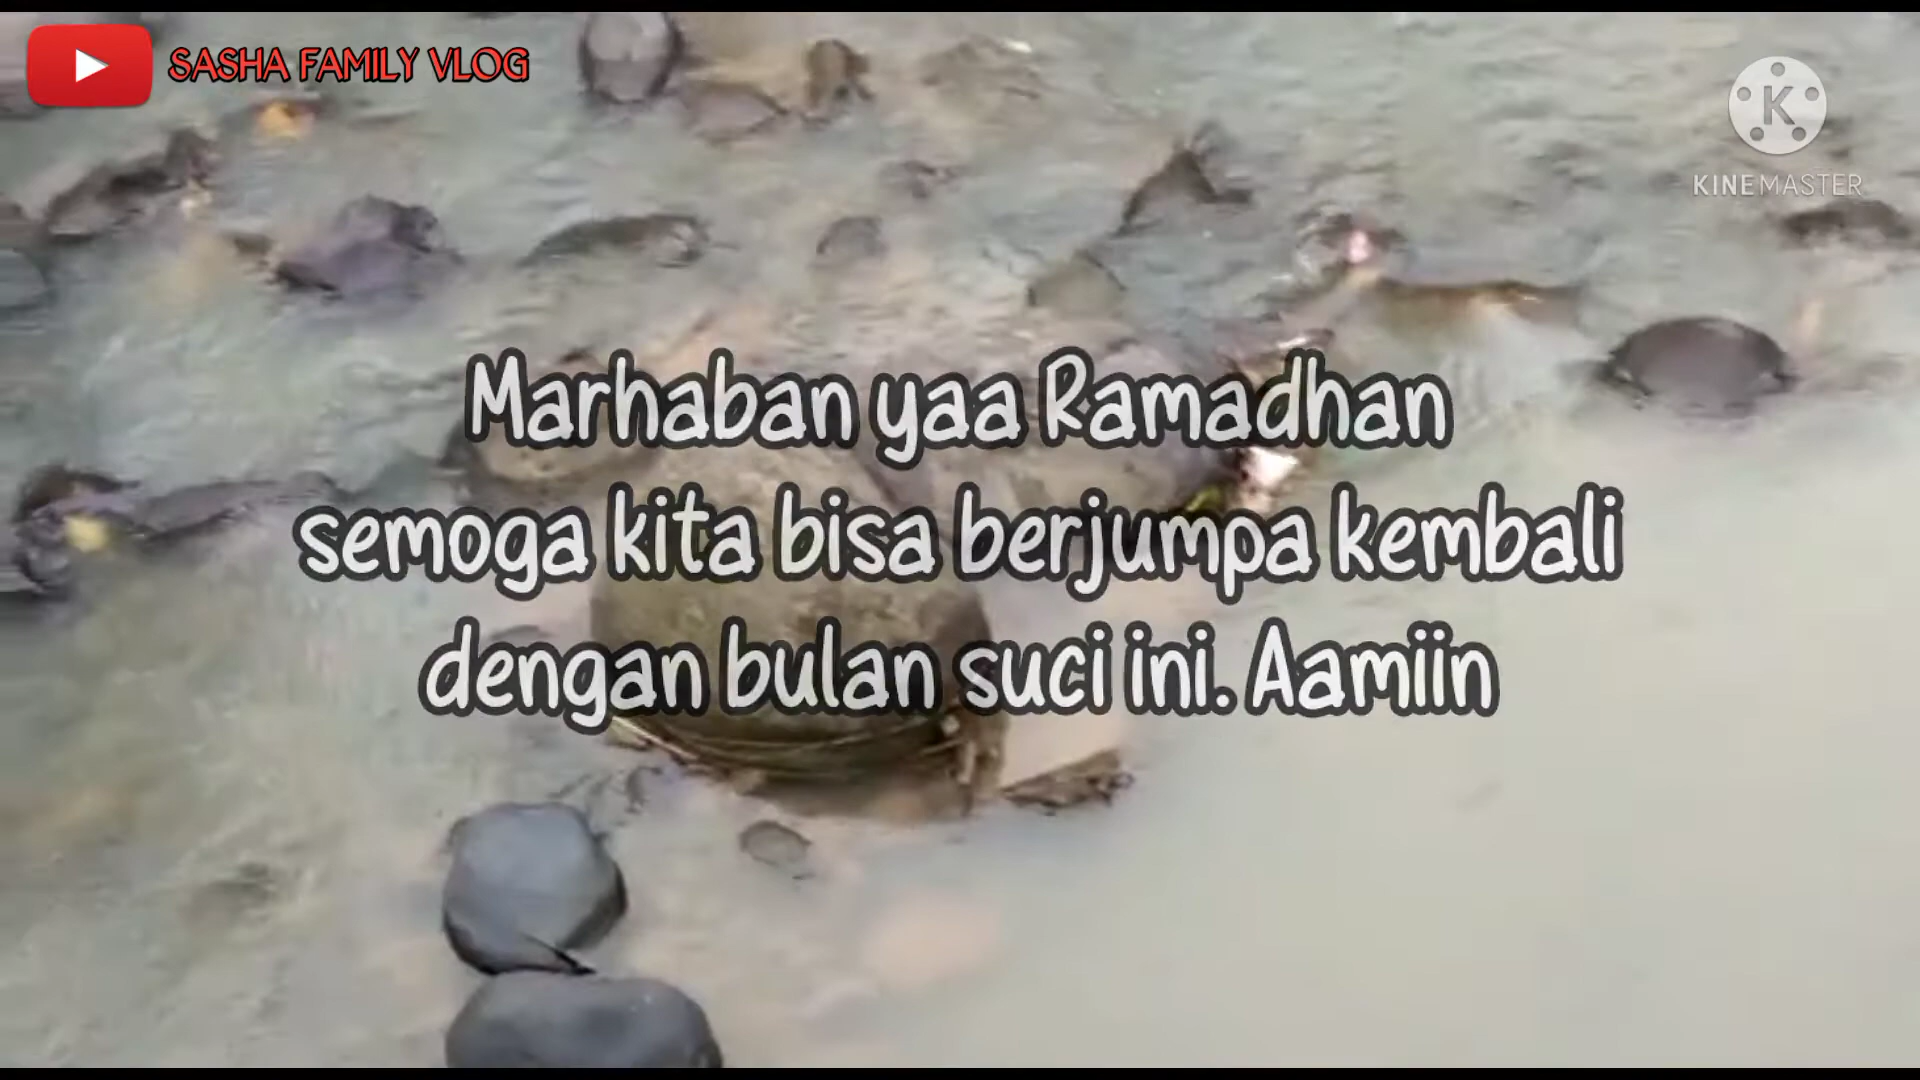 SASHA FAMILY VLOG
K
KINEMASTER
Marhaban yaa Ramadhan
semoga kita bisa berjumpa kembali
dengan bulan suci ini. Aamiin